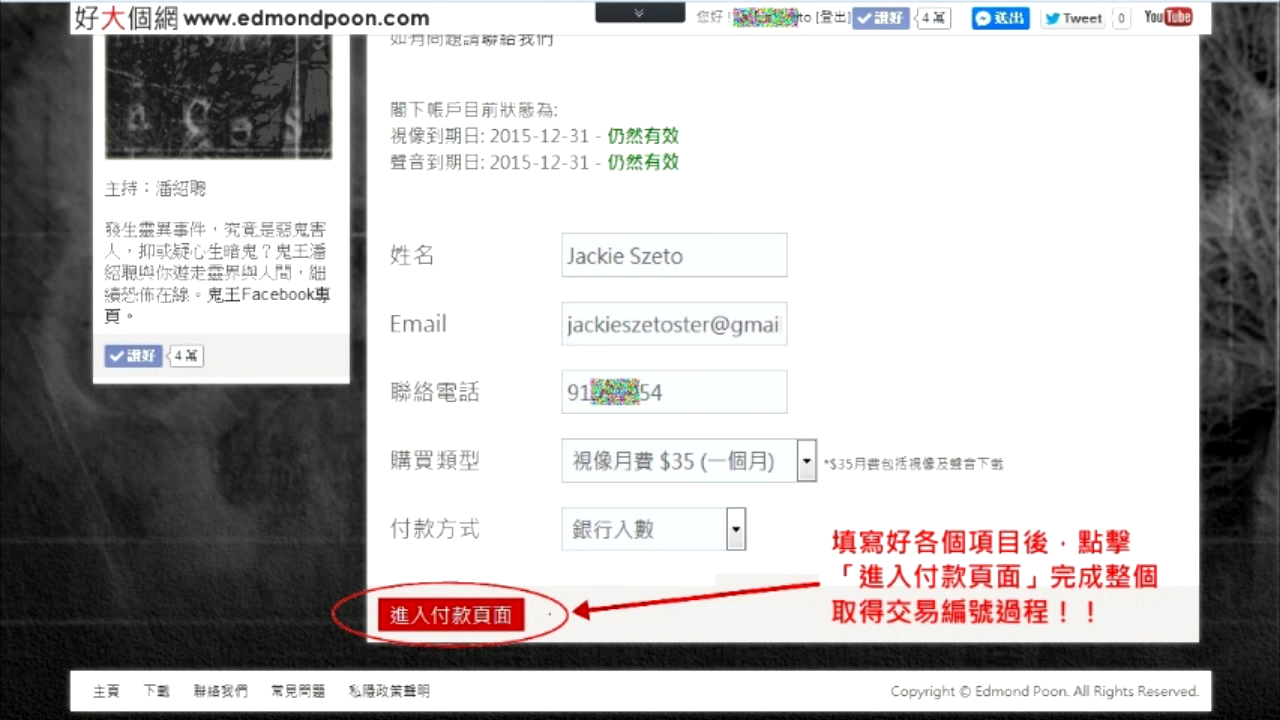 好大個網 www.edmondpoon.com
您好! to [登出] 讚好 4 萬 送出 Tweet 0 YouTube
如有問題請聯給我們
閣下帳戶目前狀態為:
視像到期日: 2015-12-31 - 仍然有效
聲音到期日: 2015-12-31 - 仍然有效
主持：潘紹聰
發生靈異事件，究竟是惡鬼害
人，抑或疑心生暗鬼？鬼王潘
紹聰與你遊走靈界與人間，繼
續恐佈在線。鬼王Facebook專
頁。
讚好 4 萬
姓名 Jackie Szeto
Email jackieszetoster@gmai
聯絡電話 91 54
購買類型 視像月費 $35 (一個月) *$35月費包括視像及聲音下載
付款方式 銀行入數
填寫好各個項目後，點擊
「進入付款頁面」完成整個
取得交易編號過程！！
進入付款頁面
主頁 下載 聯絡我們 常見問題 私隱政策聲明
Copyright © Edmond Poon. All Rights Reserved.